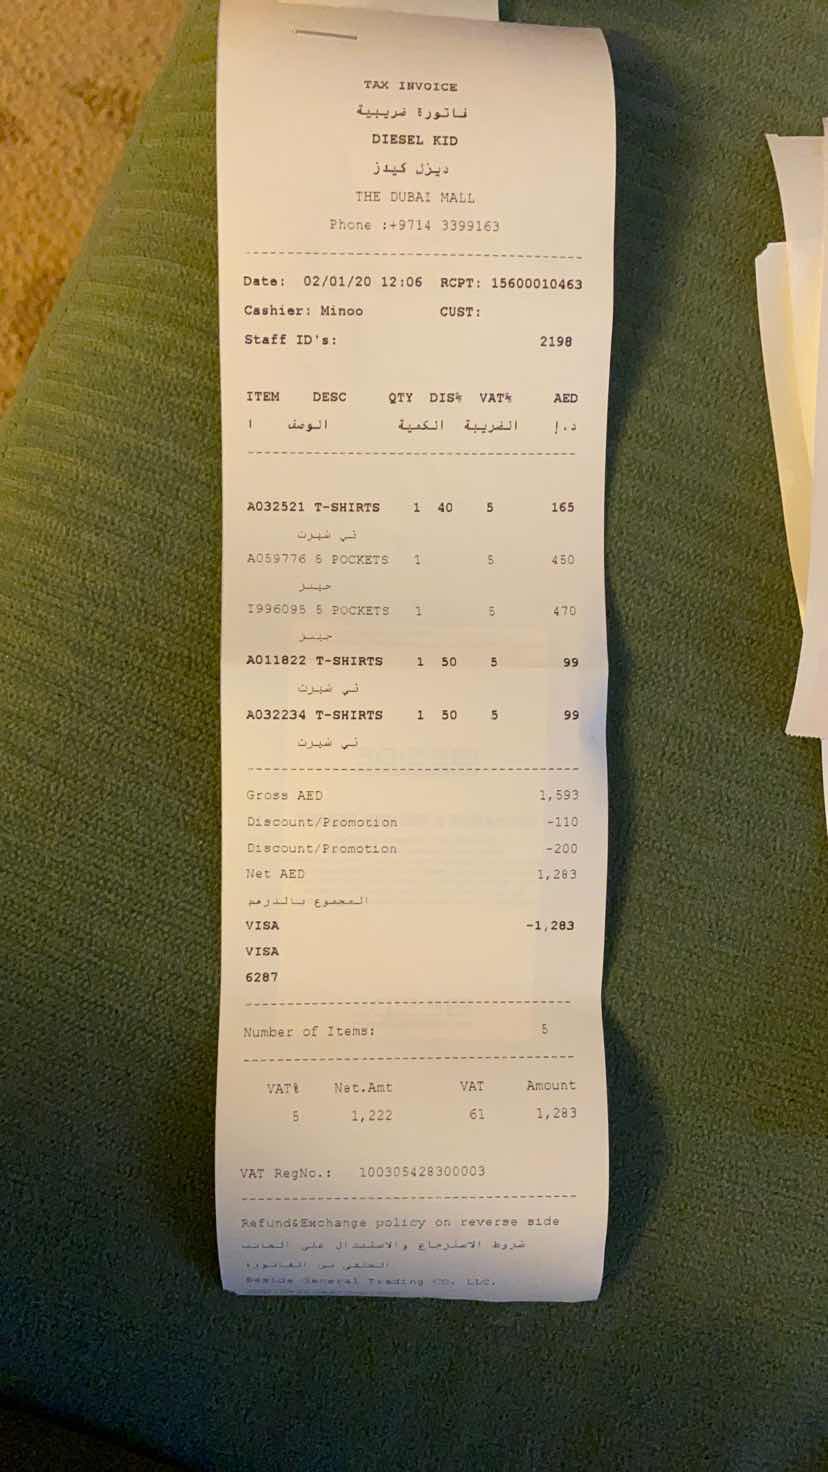 TAX INVOICE
فاتورة ضريبية
DIESEL KID
ديزل كيدز
THE DUBAI MALL
Phone :+9714 3399163
Date: 02/01/20 12:06 RCPT: 15600010463
Cashier: Minoo CUST:
Staff ID's: 2198
ITEM DESC QTY DIS% VAT% AED
ا الوصف الكمية الضريبة د.إ
A032521 T-SHIRTS 1 40 5 165
تي شيرت
A059776 5 POCKETS 1 5 450
جينز
I996095 5 POCKETS 1 5 470
جينز
A011822 T-SHIRTS 1 50 5 99
تي شيرت
A032234 T-SHIRTS 1 50 5 99
تي شيرت
Gross AED 1,593
Discount/Promotion -110
Discount/Promotion -200
Net AED 1,283
المجموع بالدرهم
VISA -1,283
VISA
6287
Number of Items: 5
VAT% Net.Amt VAT Amount
5 1,222 61 1,283
VAT RegNo.: 100305428300003
Refund&Exchange policy on reverse side
شروط الاسترجاع والاستبدال على الجانب
الخلفي من الفاتورة
Beside General Trading CO. LLC.